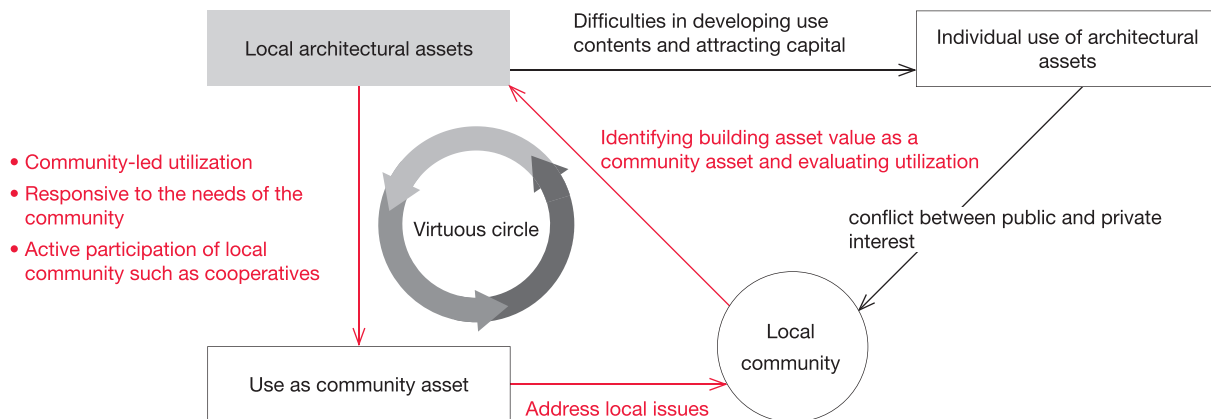 Local architectural assets
Difficulties in developing use
contents and attracting capital
Individual use of architectural
assets
• Community-led utilization
• Responsive to the needs of the
community
• Active participation of local
community such as cooperatives
Virtuous circle
Identifying building asset value as a
community asset and evaluating utilization
conflict between public and private
interest
Local
community
Use as community asset
Address local issues